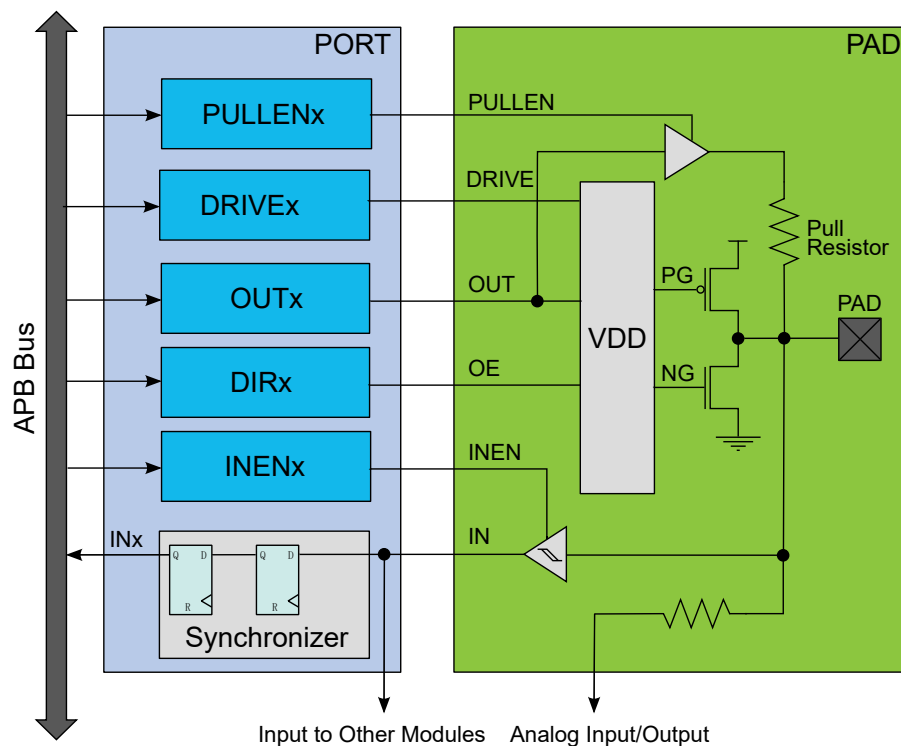 PORT
PAD
PULLENx
PULLEN
DRIVEx
DRIVE
Pull
Resistor
OUTx
OUT
PG
PAD
VDD
DIRx
OE
NG
APB Bus
INENx
INEN
INx
IN
Q D
Q D
R
R
Synchronizer
Input to Other Modules
Analog Input/Output